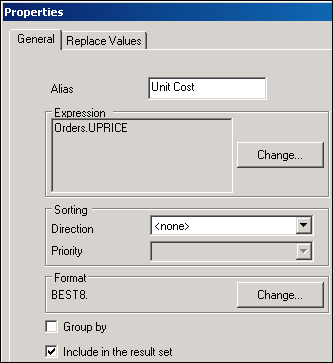 Properties
General Replace Values
Alias Unit Cost
Expression
Orders.UPRICE
Change...
Sorting
Direction <none>
Priority
Format
BEST8. Change...
Group by
Include in the result set